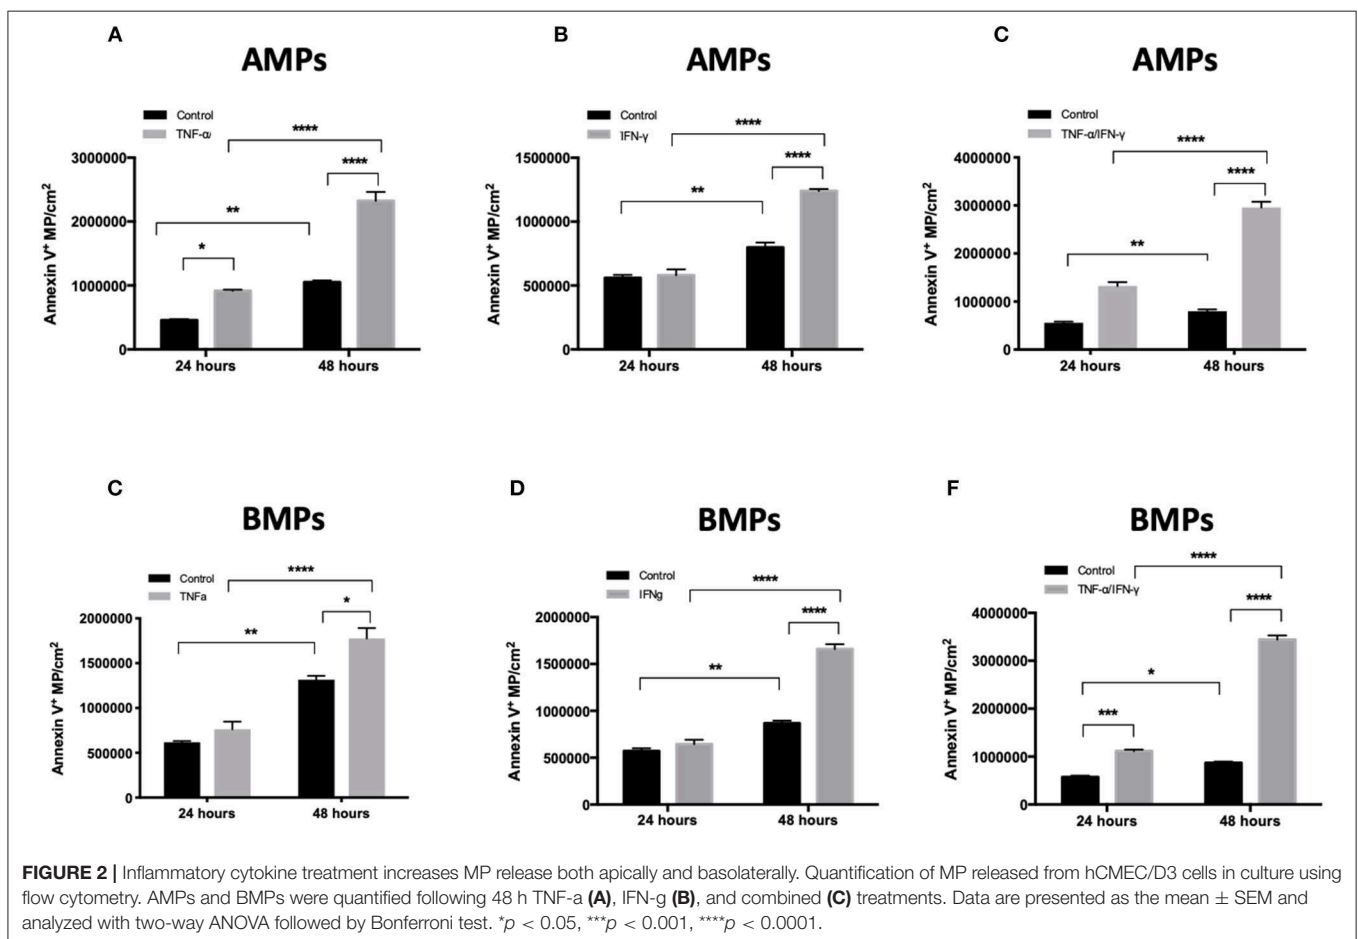 A
AMPs
Control
TNF-α
****
****
**
*
Annexin V⁺ MP/cm²
3000000
2000000
1000000
0
24 hours
48 hours
B
AMPs
Control
IFN-γ
****
****
**
Annexin V⁺ MP/cm²
1500000
1000000
500000
0
24 hours
48 hours
C
AMPs
Control
TNF-α/IFN-γ
****
****
**
Annexin V⁺ MP/cm²
4000000
3000000
2000000
1000000
0
24 hours
48 hours
C
BMPs
Control
TNFa
****
*
**
Annexin V⁺ MP/cm²
2000000
1500000
1000000
500000
0
24 hours
48 hours
D
BMPs
Control
IFNg
****
****
**
Annexin V⁺ MP/cm²
2000000
1500000
1000000
500000
0
24 hours
48 hours
F
BMPs
Control
TNF-α/IFN-γ
****
****
*
***
Annexin V⁺ MP/cm²
4000000
3000000
2000000
1000000
0
24 hours
48 hours
FIGURE 2 | Inflammatory cytokine treatment increases MP release both apically and basolaterally. Quantification of MP released from hCMEC/D3 cells in culture using
flow cytometry. AMPs and BMPs were quantified following 48 h TNF-a (A), IFN-g (B), and combined (C) treatments. Data are presented as the mean ± SEM and
analyzed with two-way ANOVA followed by Bonferroni test. *p < 0.05, ***p < 0.001, ****p < 0.0001.